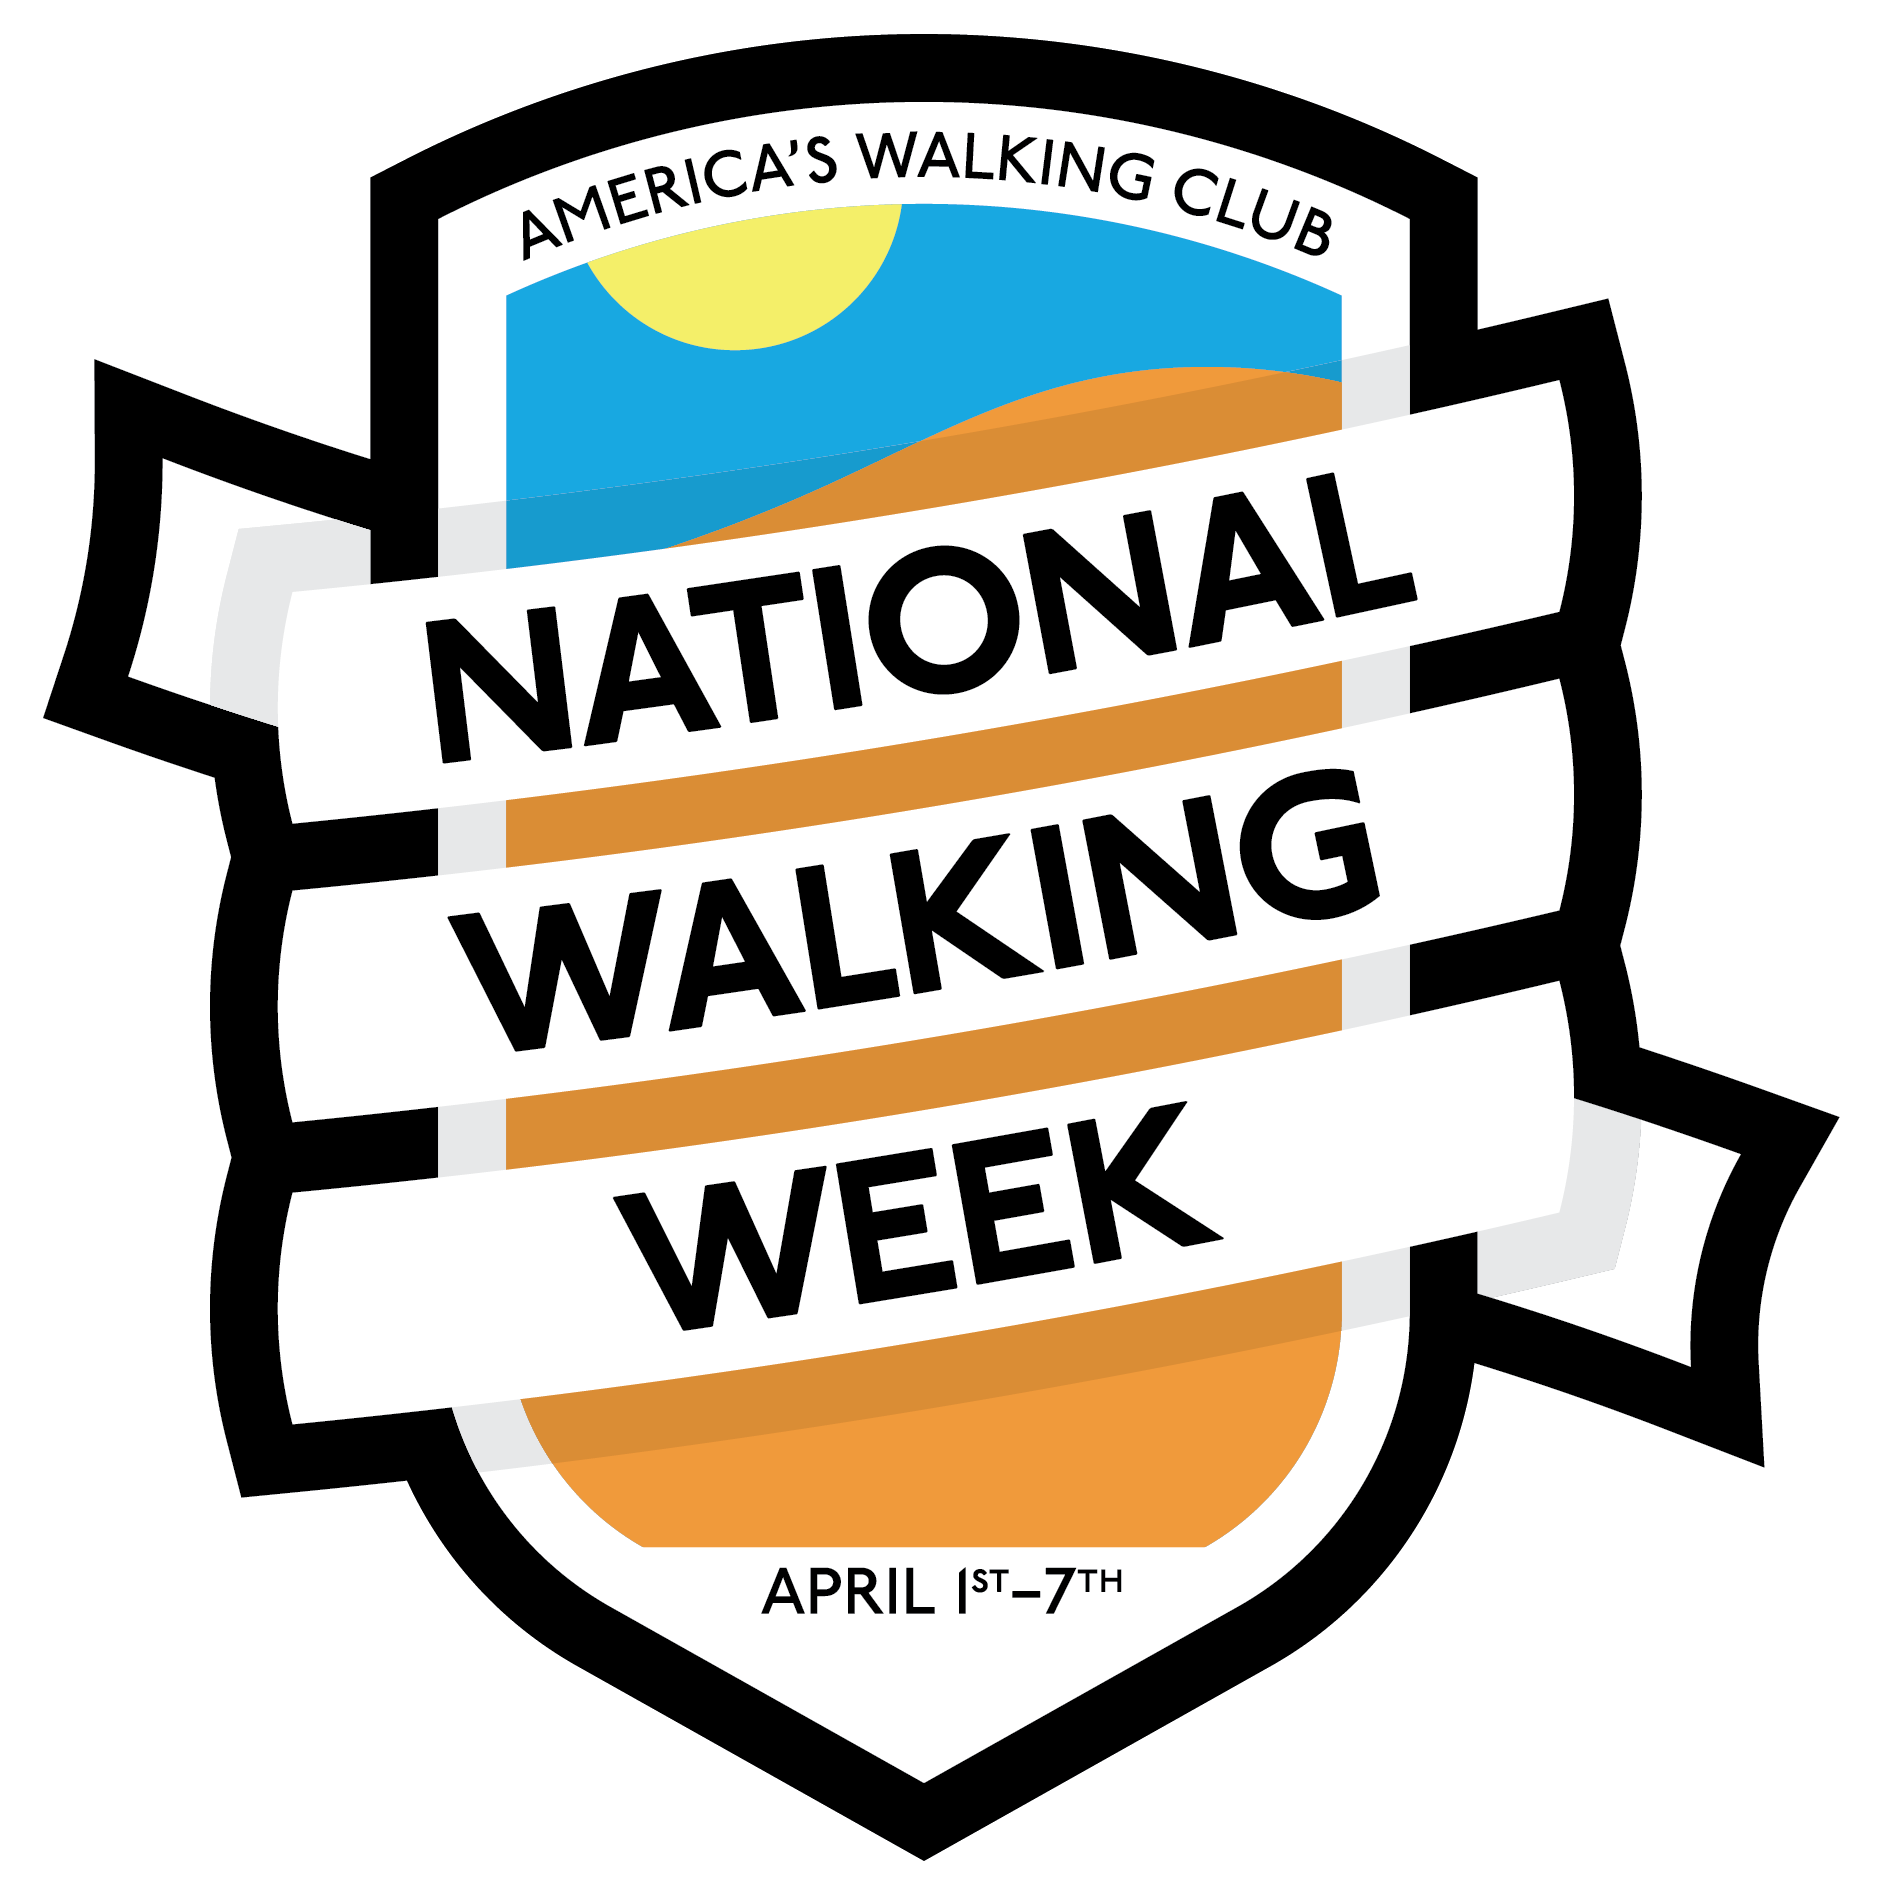 AMERICA'S WALKING CLUB
NATIONAL
WALKING
WEEK
APRIL 1ST–7TH